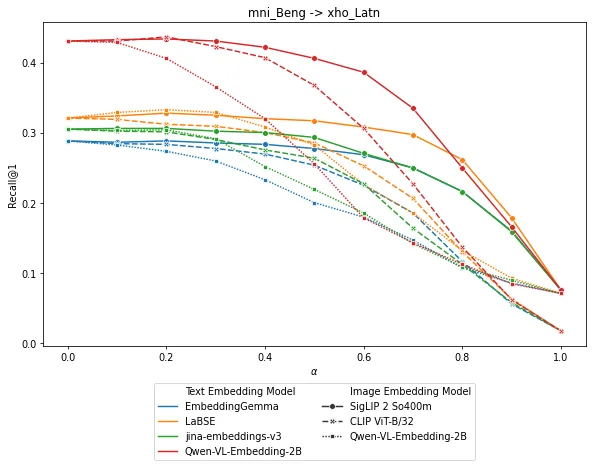 mni_Beng -> xho_Latn
Recall@1
0.4
0.3
0.2
0.1
0.0
0.0 0.2 0.4 0.6 0.8 1.0
α
Text Embedding Model Image Embedding Model
EmbeddingGemma SigLIP 2 So400m
LaBSE CLIP ViT-B/32
jina-embeddings-v3 Qwen-VL-Embedding-2B
Qwen-VL-Embedding-2B